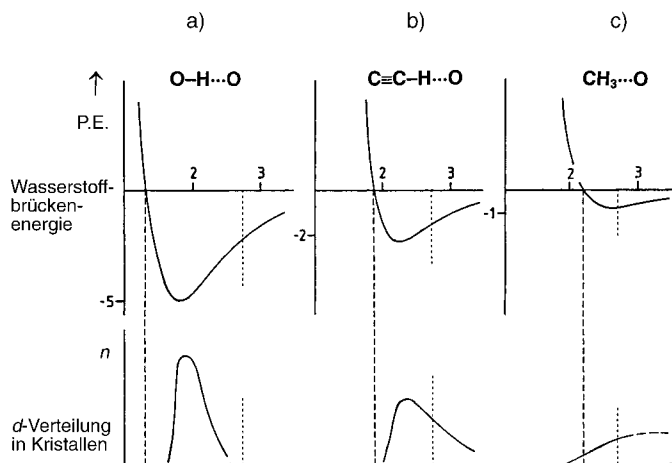 a) b) c)
O–H···O C≡C–H···O CH₃···O
P.E.
2 3 2 3 2 3
Wasserstoff-
brücken-
energie
-1
-2
-5
n
d-Verteilung
in Kristallen